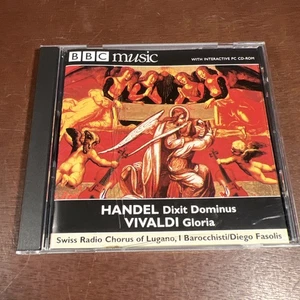 BBC music
WITH INTERACTIVE PC CD-ROM
HANDEL Dixit Dominus
VIVALDI Gloria
Swiss Radio Chorus of Lugano, I Barocchisti/Diego Fasolis